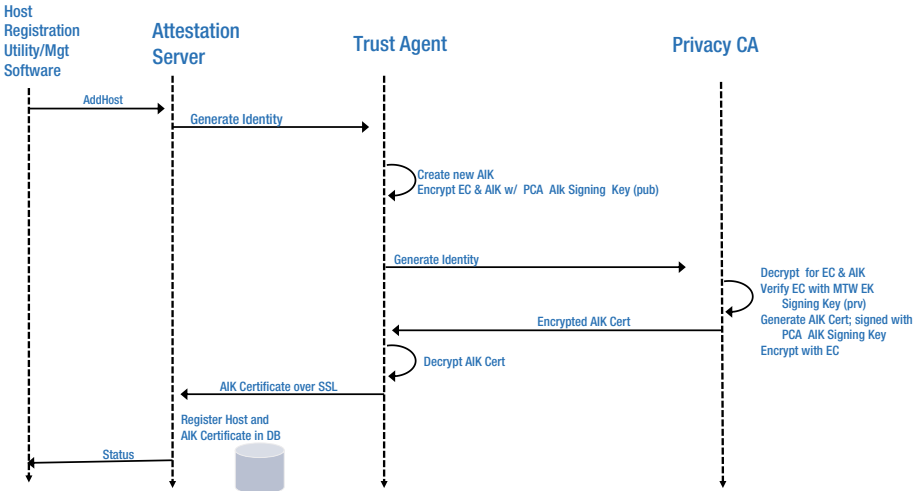 Host
Registration
Utility/Mgt
Software
Attestation
Server
Trust Agent
Privacy CA
AddHost
Generate Identity
Create new AIK
Encrypt EC & AIK w/ PCA AIk Signing Key (pub)
Generate Identity
Decrypt for EC & AIK
Verify EC with MTW EK
Signing Key (prv)
Generate AIK Cert; signed with
PCA AIK Signing Key
Encrypt with EC
Encrypted AIK Cert
Decrypt AIK Cert
AIK Certificate over SSL
Register Host and
AIK Certificate in DB
Status